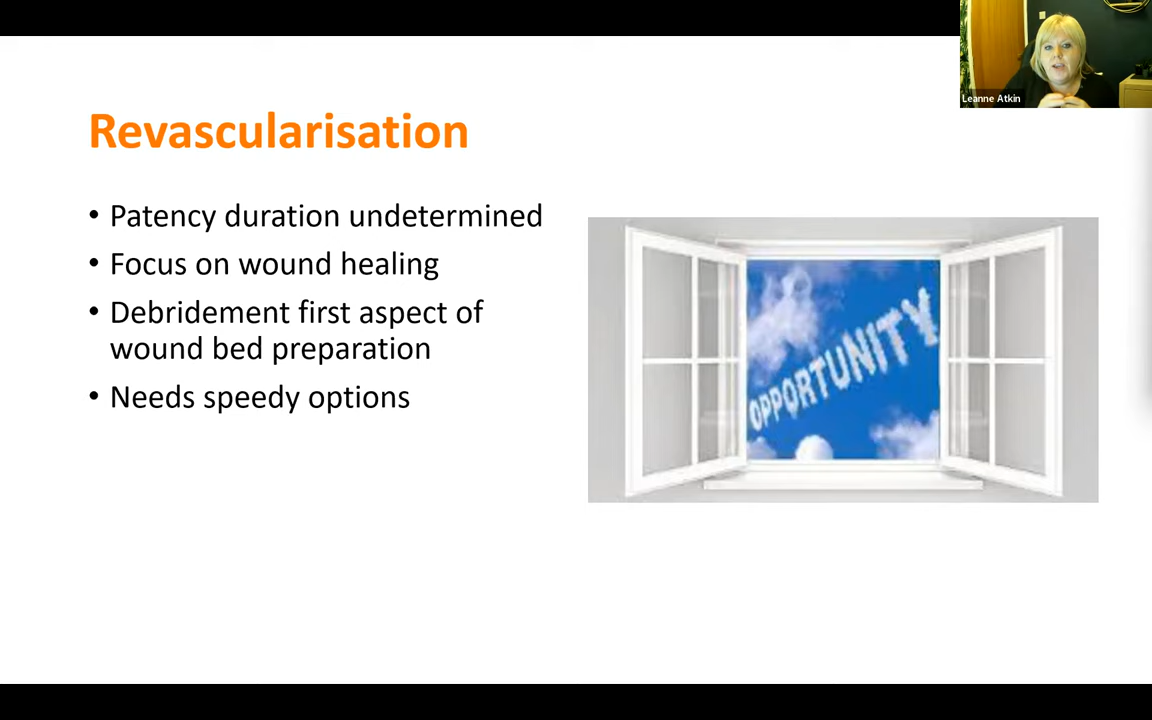 Leanne Atkin
Revascularisation
• Patency duration undetermined
• Focus on wound healing
• Debridement first aspect of
wound bed preparation
• Needs speedy options
OPPORTUNITY